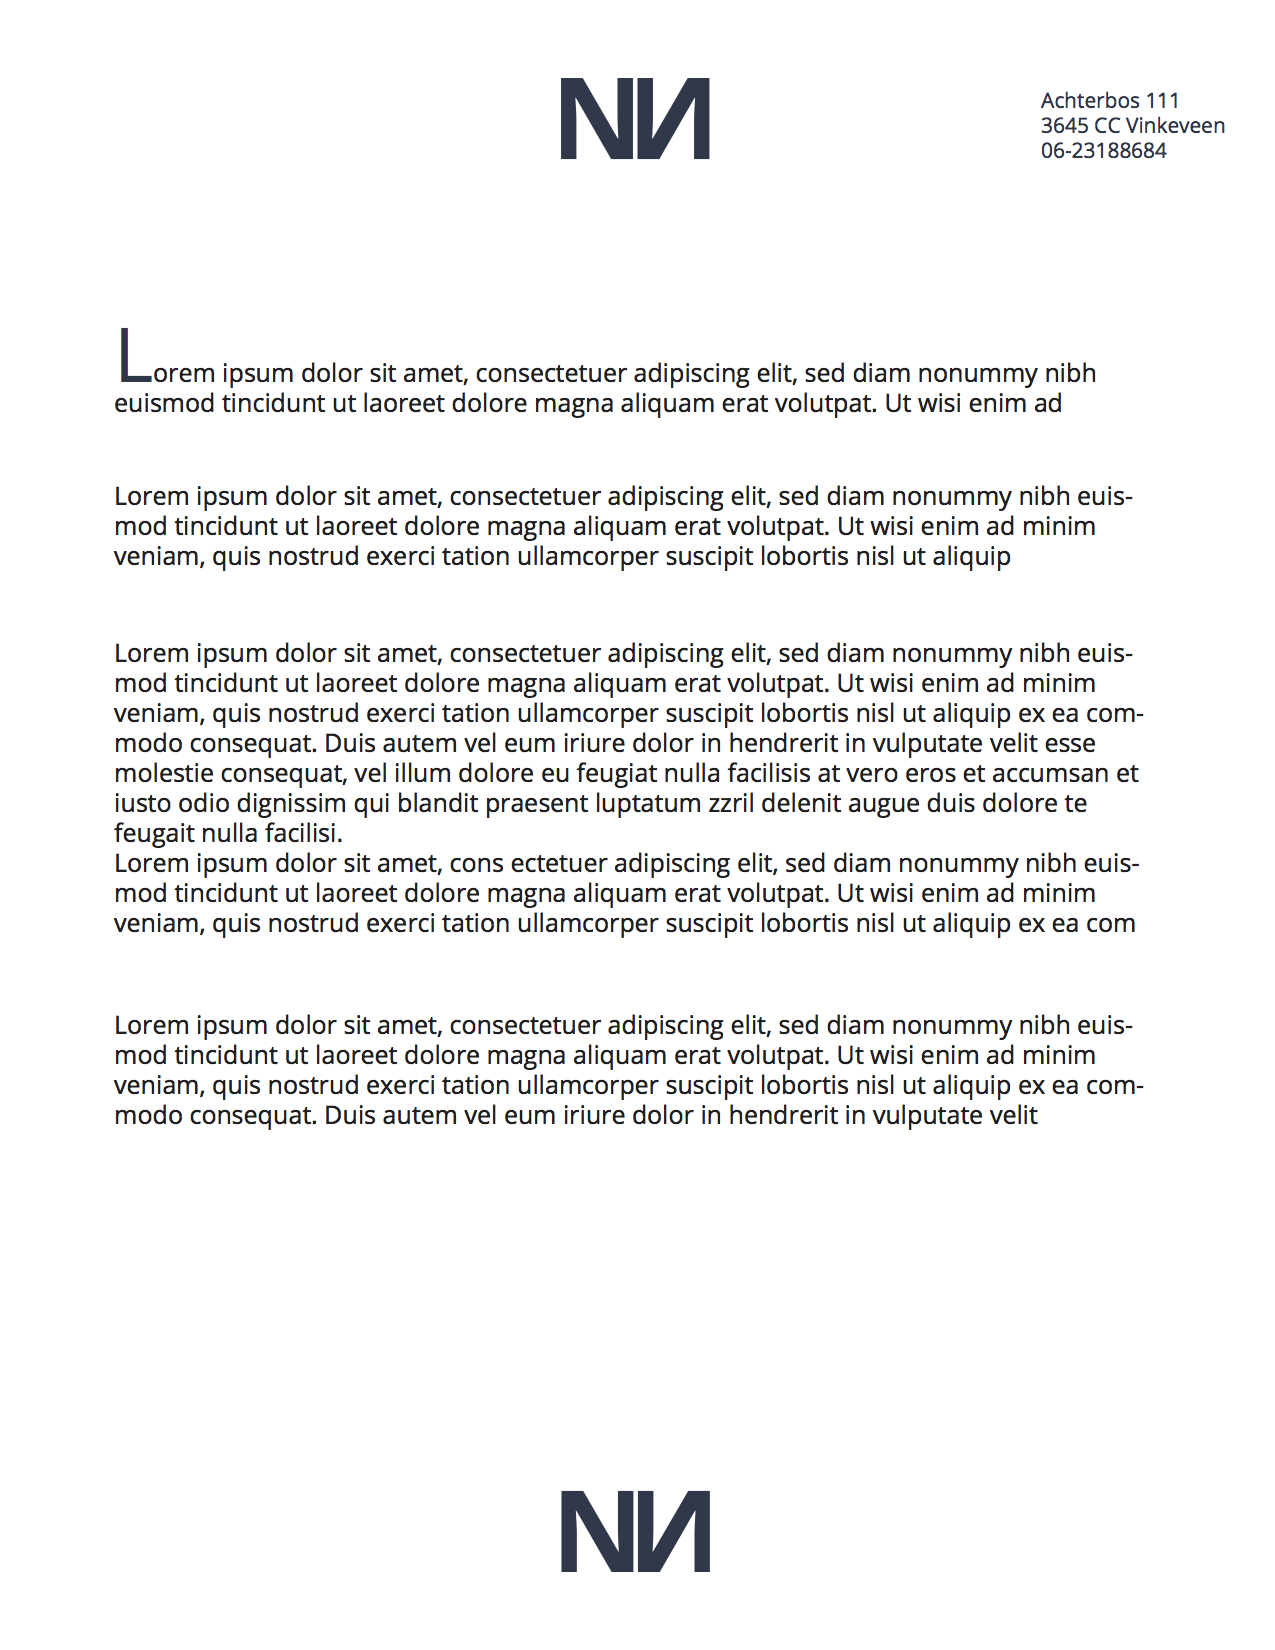 NИ
Achterbos 111
3645 CC Vinkeveen
06-23188684
Lorem ipsum dolor sit amet, consectetuer adipiscing elit, sed diam nonummy nibh
euismod tincidunt ut laoreet dolore magna aliquam erat volutpat. Ut wisi enim ad
Lorem ipsum dolor sit amet, consectetuer adipiscing elit, sed diam nonummy nibh euis-
mod tincidunt ut laoreet dolore magna aliquam erat volutpat. Ut wisi enim ad minim
veniam, quis nostrud exerci tation ullamcorper suscipit lobortis nisl ut aliquip
Lorem ipsum dolor sit amet, consectetuer adipiscing elit, sed diam nonummy nibh euis-
mod tincidunt ut laoreet dolore magna aliquam erat volutpat. Ut wisi enim ad minim
veniam, quis nostrud exerci tation ullamcorper suscipit lobortis nisl ut aliquip ex ea com-
modo consequat. Duis autem vel eum iriure dolor in hendrerit in vulputate velit esse
molestie consequat, vel illum dolore eu feugiat nulla facilisis at vero eros et accumsan et
iusto odio dignissim qui blandit praesent luptatum zzril delenit augue duis dolore te
feugait nulla facilisi.
Lorem ipsum dolor sit amet, cons ectetuer adipiscing elit, sed diam nonummy nibh euis-
mod tincidunt ut laoreet dolore magna aliquam erat volutpat. Ut wisi enim ad minim
veniam, quis nostrud exerci tation ullamcorper suscipit lobortis nisl ut aliquip ex ea com
Lorem ipsum dolor sit amet, consectetuer adipiscing elit, sed diam nonummy nibh euis-
mod tincidunt ut laoreet dolore magna aliquam erat volutpat. Ut wisi enim ad minim
veniam, quis nostrud exerci tation ullamcorper suscipit lobortis nisl ut aliquip ex ea com-
modo consequat. Duis autem vel eum iriure dolor in hendrerit in vulputate velit
NИ